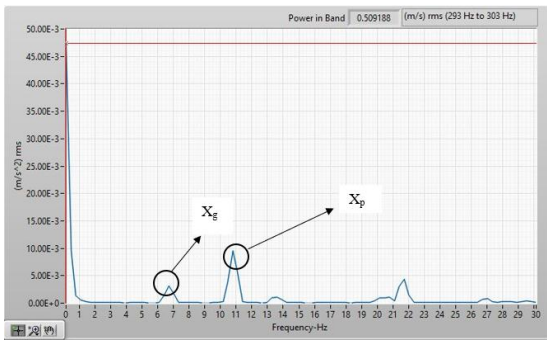 Power in Band 0.509188 (m/s) rms (293 Hz to 303 Hz)
50.00E-3
45.00E-3
40.00E-3
35.00E-3
30.00E-3
25.00E-3
20.00E-3
15.00E-3
10.00E-3
5.00E-3
0.00E+0
(m/s^2) rms
Xg
Xp
0 1 2 3 4 5 6 7 8 9 10 11 12 13 14 15 16 17 18 19 20 21 22 23 24 25 26 27 28 29 30
Frequency-Hz